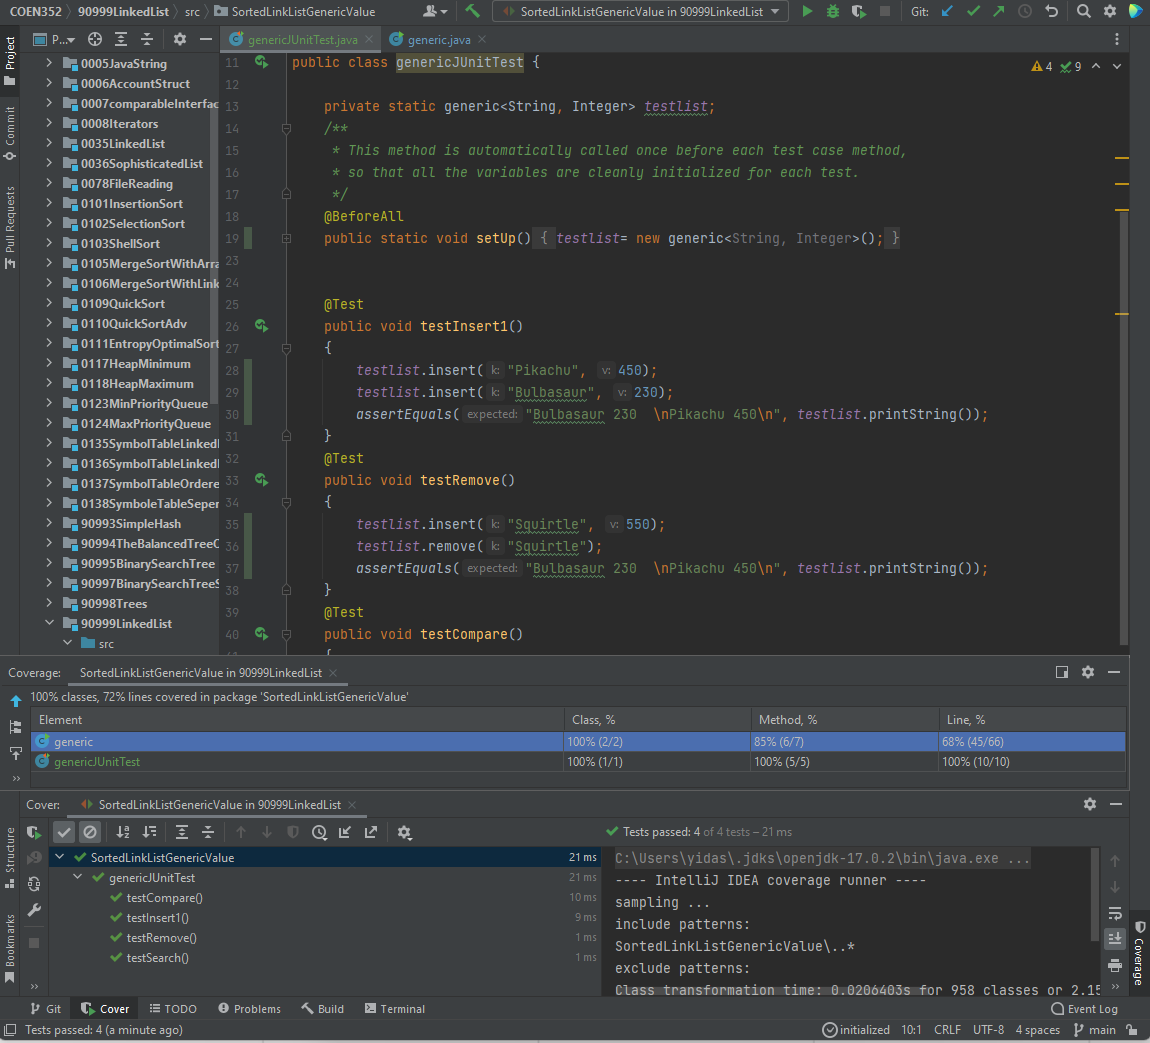 COEN352 90999LinkedList src SortedLinkListGenericValue SortedLinkListGenericValue in 90999LinkedList Git:
Project
Commit
Pull Requests
P...
0005JavaString
0006AccountStruct
0007comparableInterfac
0008Iterators
0035LinkedList
0036SophisticatedList
0078FileReading
0101InsertionSort
0102SelectionSort
0103ShellSort
0105MergeSortWithArra
0106MergeSortWithLink
0109QuickSort
0110QuickSortAdv
0111EntropyOptimalSort
0117HeapMinimum
0118HeapMaximum
0123MinPriorityQueue
0124MaxPriorityQueue
0135SymbolTableLinkedl
0136SymbolTableLinkedl
0137SymbolTableOrdere
0138SymboleTableSeper
90993SimpleHash
90994TheBalancedTreeC
90995BinarySearchTree
90997BinarySearchTreeS
90998Trees
90999LinkedList
src
genericJUnitTest.java generic.java
4 9
11 public class genericJUnitTest {
12
13 private static generic<String, Integer> testlist;
14 /**
15 * This method is automatically called once before each test case method,
16 * so that all the variables are cleanly initialized for each test.
17 */
18 @BeforeAll
19 public static void setUp() { testlist= new generic<String, Integer>(); }
23
24
25 @Test
26 public void testInsert1()
27 {
28 testlist.insert( k: "Pikachu", v: 450);
29 testlist.insert( k: "Bulbasaur", v: 230);
30 assertEquals( expected: "Bulbasaur 230  \nPikachu 450\n", testlist.printString());
31 }
32 @Test
33 public void testRemove()
34 {
35 testlist.insert( k: "Squirtle", v: 550);
36 testlist.remove( k: "Squirtle");
37 assertEquals( expected: "Bulbasaur 230  \nPikachu 450\n", testlist.printString());
38 }
39 @Test
40 public void testCompare()
{
Coverage: SortedLinkListGenericValue in 90999LinkedList
100% classes, 72% lines covered in package 'SortedLinkListGenericValue'
Element Class, % Method, % Line, %
generic 100% (2/2) 85% (6/7) 68% (45/66)
genericJUnitTest 100% (1/1) 100% (5/5) 100% (10/10)
Cover: SortedLinkListGenericValue in 90999LinkedList
Structure
Bookmarks
Tests passed: 4 of 4 tests – 21 ms
SortedLinkListGenericValue 21 ms
genericJUnitTest 21 ms
testCompare() 10 ms
testInsert1() 9 ms
testRemove() 1 ms
testSearch() 1 ms
C:\Users\yidas\.jdks\openjdk-17.0.2\bin\java.exe ...
---- IntelliJ IDEA coverage runner ----
sampling ...
include patterns:
SortedLinkListGenericValue\..*
exclude patterns:
Class transformation time: 0.0206403s for 958 classes or 2.15
Coverage
Git Cover TODO Problems Build Terminal Event Log
Tests passed: 4 (a minute ago) initialized 10:1 CRLF UTF-8 4 spaces main